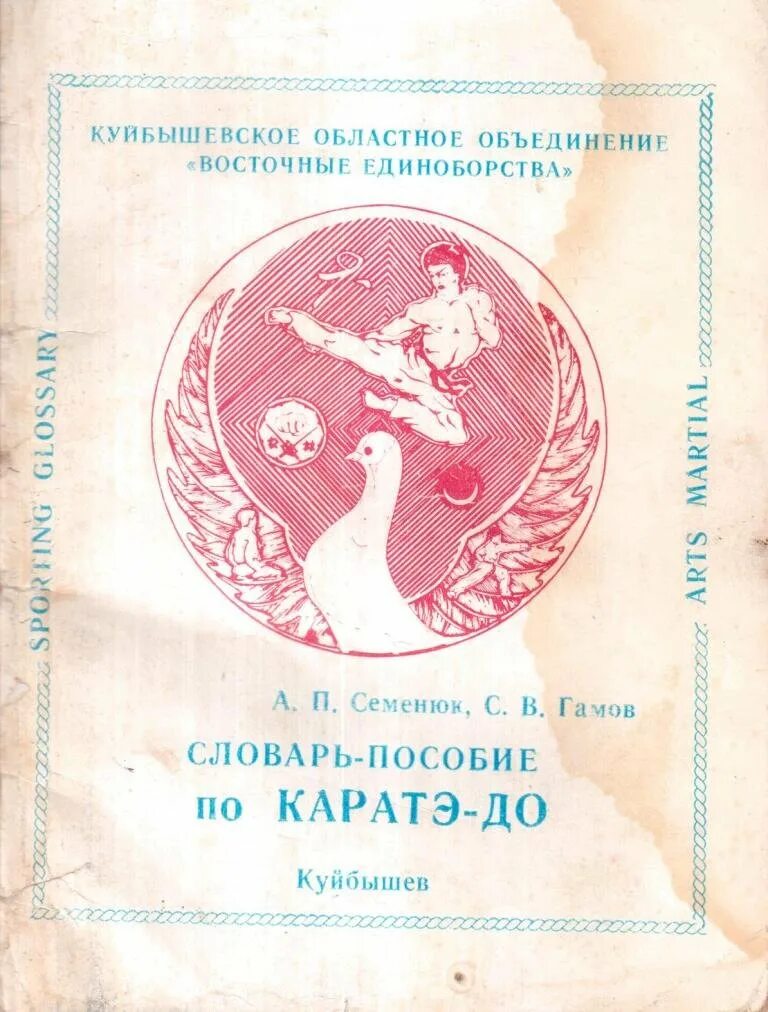 КУЙБЫШЕВСКОЕ ОБЛАСТНОЕ ОБЪЕДИНЕНИЕ
«ВОСТОЧНЫЕ ЕДИНОБОРСТВА»
SPORTING GLOSSARY
ARTS MARTIAL
А. П. Семенюк, С. В. Гамов
СЛОВАРЬ-ПОСОБИЕ
по КАРАТЭ-ДО
Куйбышев